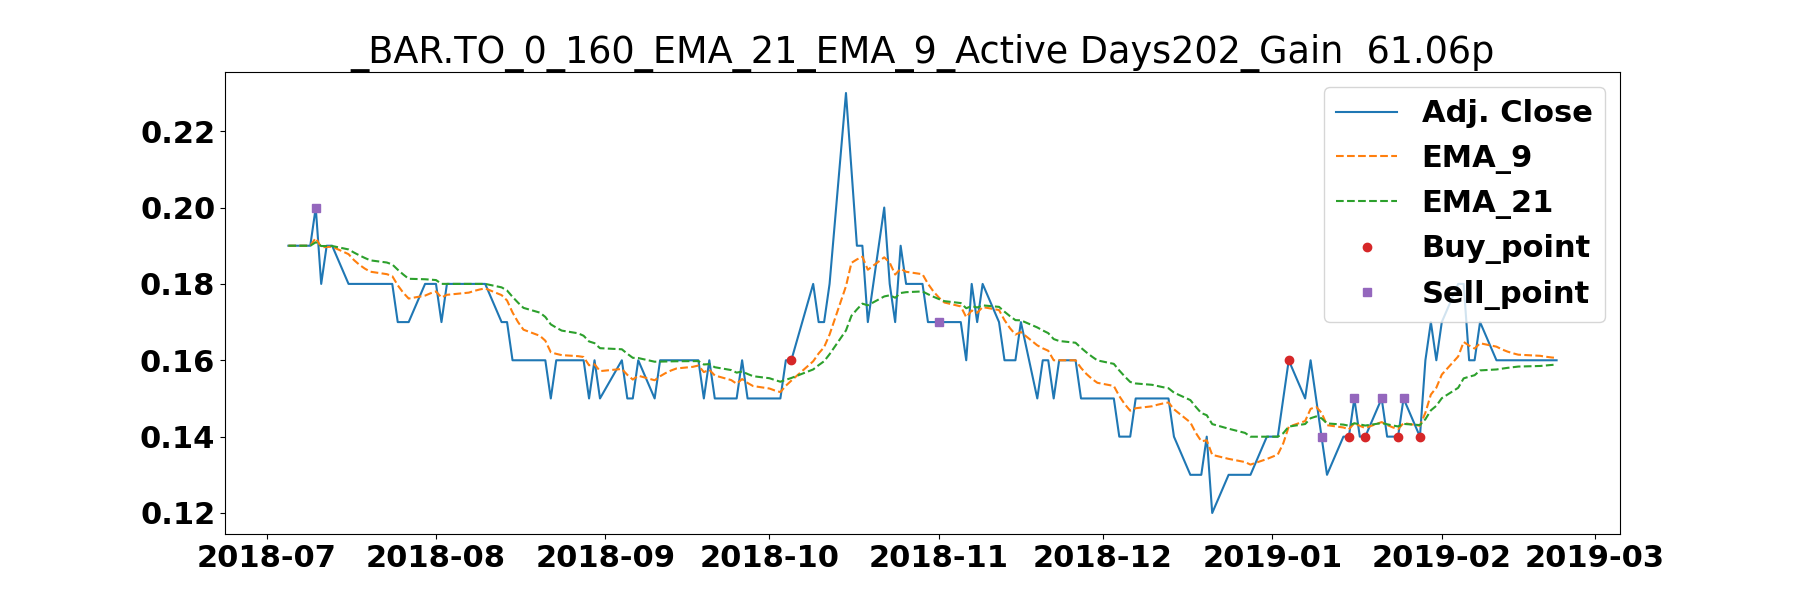 _BAR.TO_0_160_EMA_21_EMA_9_Active Days202_Gain  61.06p
0.22
0.20
0.18
0.16
0.14
0.12
Adj. Close
EMA_9
EMA_21
Buy_point
Sell_point
2018-07 2018-08 2018-09 2018-10 2018-11 2018-12 2019-01 2019-02 2019-03